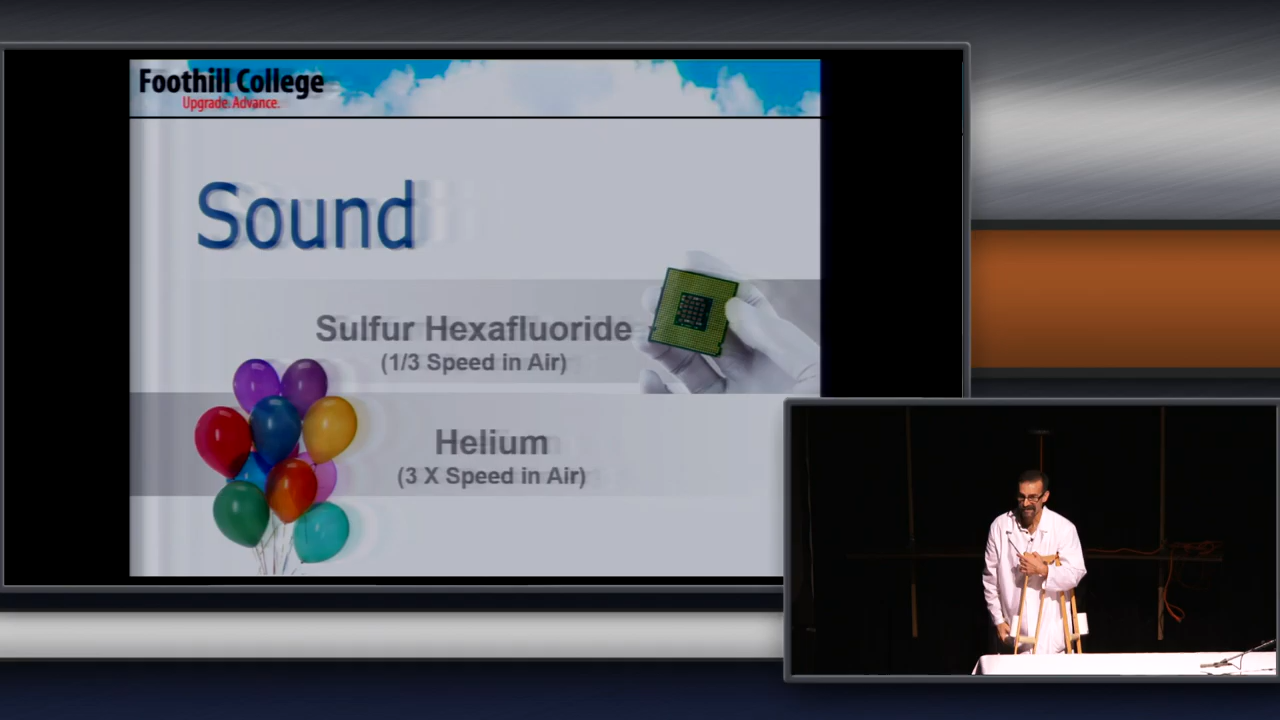 Foothill College
Upgrade. Advance.
Sound
Sulfur Hexafluoride
(1/3 Speed in Air)
Helium
(3 X Speed in Air)